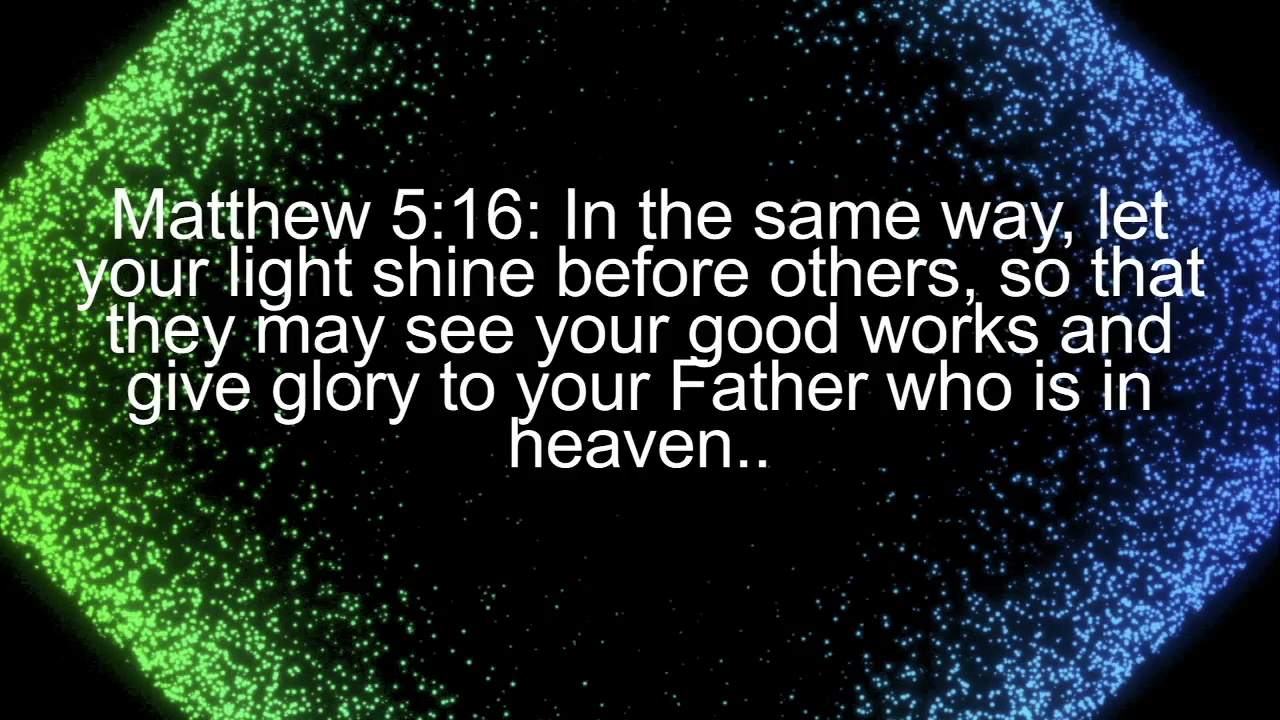 Matthew 5:16: In the same way, let
your light shine before others, so that
they may see your good works and
give glory to your Father who is in
heaven..